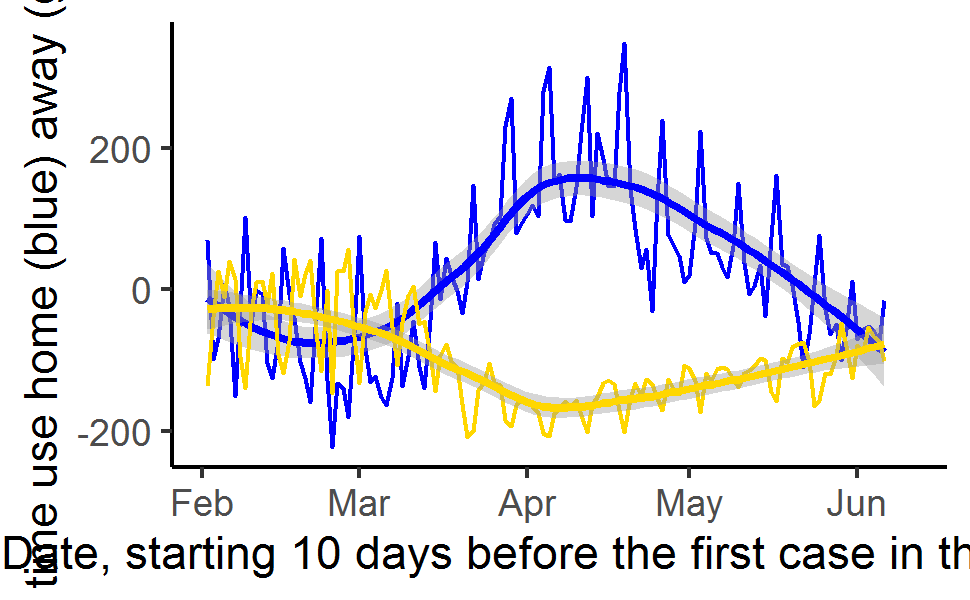 time use home (blue) away (
200
0
-200
Feb Mar Apr May Jun
Date, starting 10 days before the first case in th